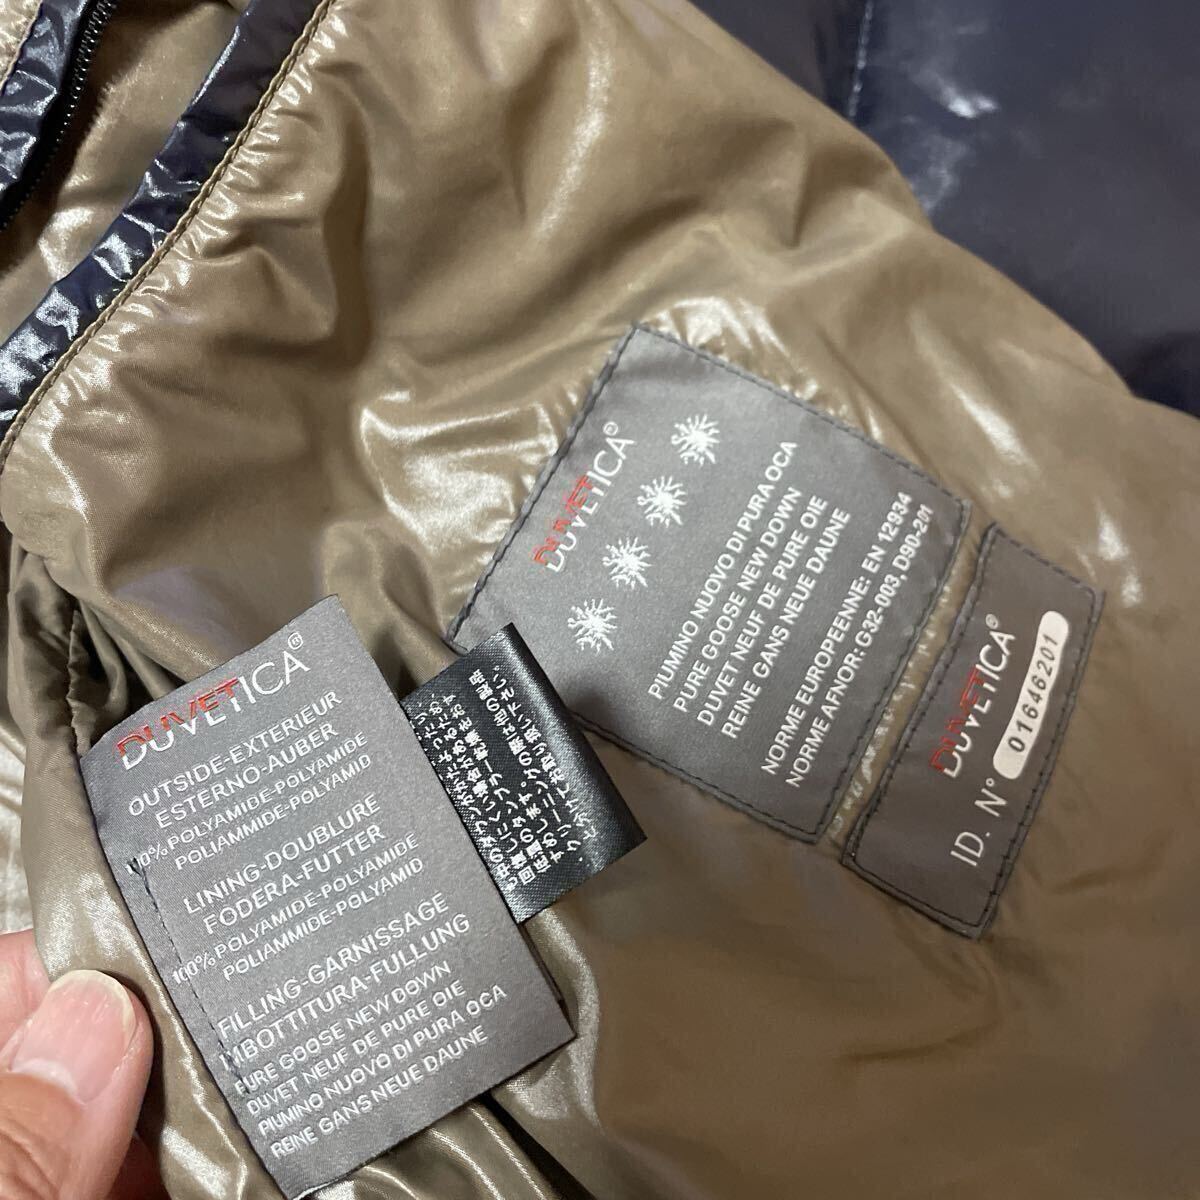 DUVETICA®
OUTSIDE-EXTERIEUR
ESTERNO-AUBER
100% POLYAMIDE-POLYAMIDE
POLIAMMIDE-POLYAMID
LINING-DOUBLURE
FODERA-FUTTER
100% POLYAMIDE-POLYAMIDE
POLIAMMIDE-POLYAMID
FILLING-GARNISSAGE
IMBOTTITURA-FULLUNG
PURE GOOSE NEW DOWN
DUVET NEUF DE PURE OIE
PIUMINO NUOVO DI PURA OCA
REINE GANS NEUE DAUNE
DUVETICA®
PIUMINO NUOVO DI PURA OCA
PURE GOOSE NEW DOWN
DUVET NEUF DE PURE OIE
REINE GANS NEUE DAUNE
NORME EUROPEENNE: EN 12934
NORME AFNOR: G32-003, D90-201
DUVETICA®
ID. N° 01646201